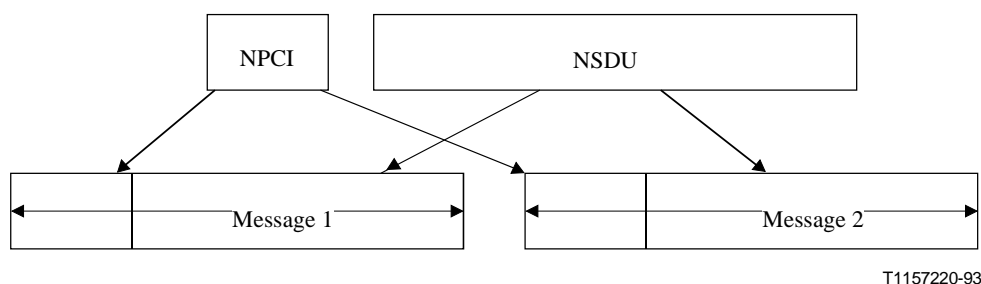 NPCI
NSDU
Message 1
Message 2
T1157220-93